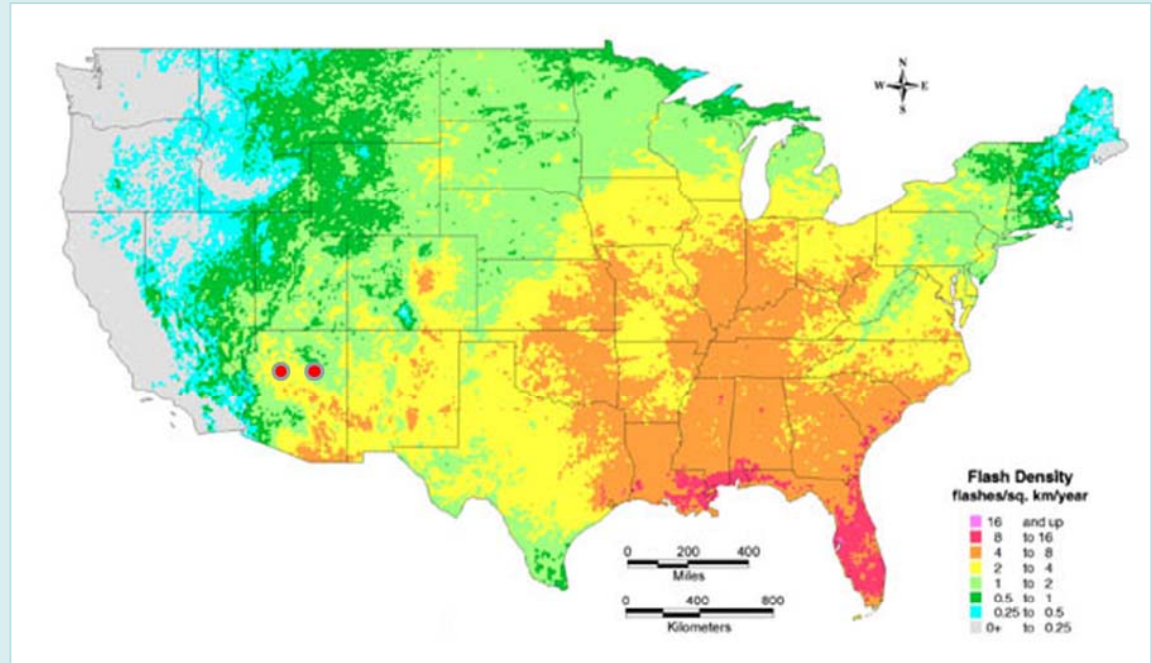 N
W E
S
Flash Density
flashes/sq. km/year
16 and up
8 to 16
4 to 8
2 to 4
1 to 2
0.5 to 1
0.25 to 0.5
0+ to 0.25
0 200 400
Miles
0 400 800
Kilometers